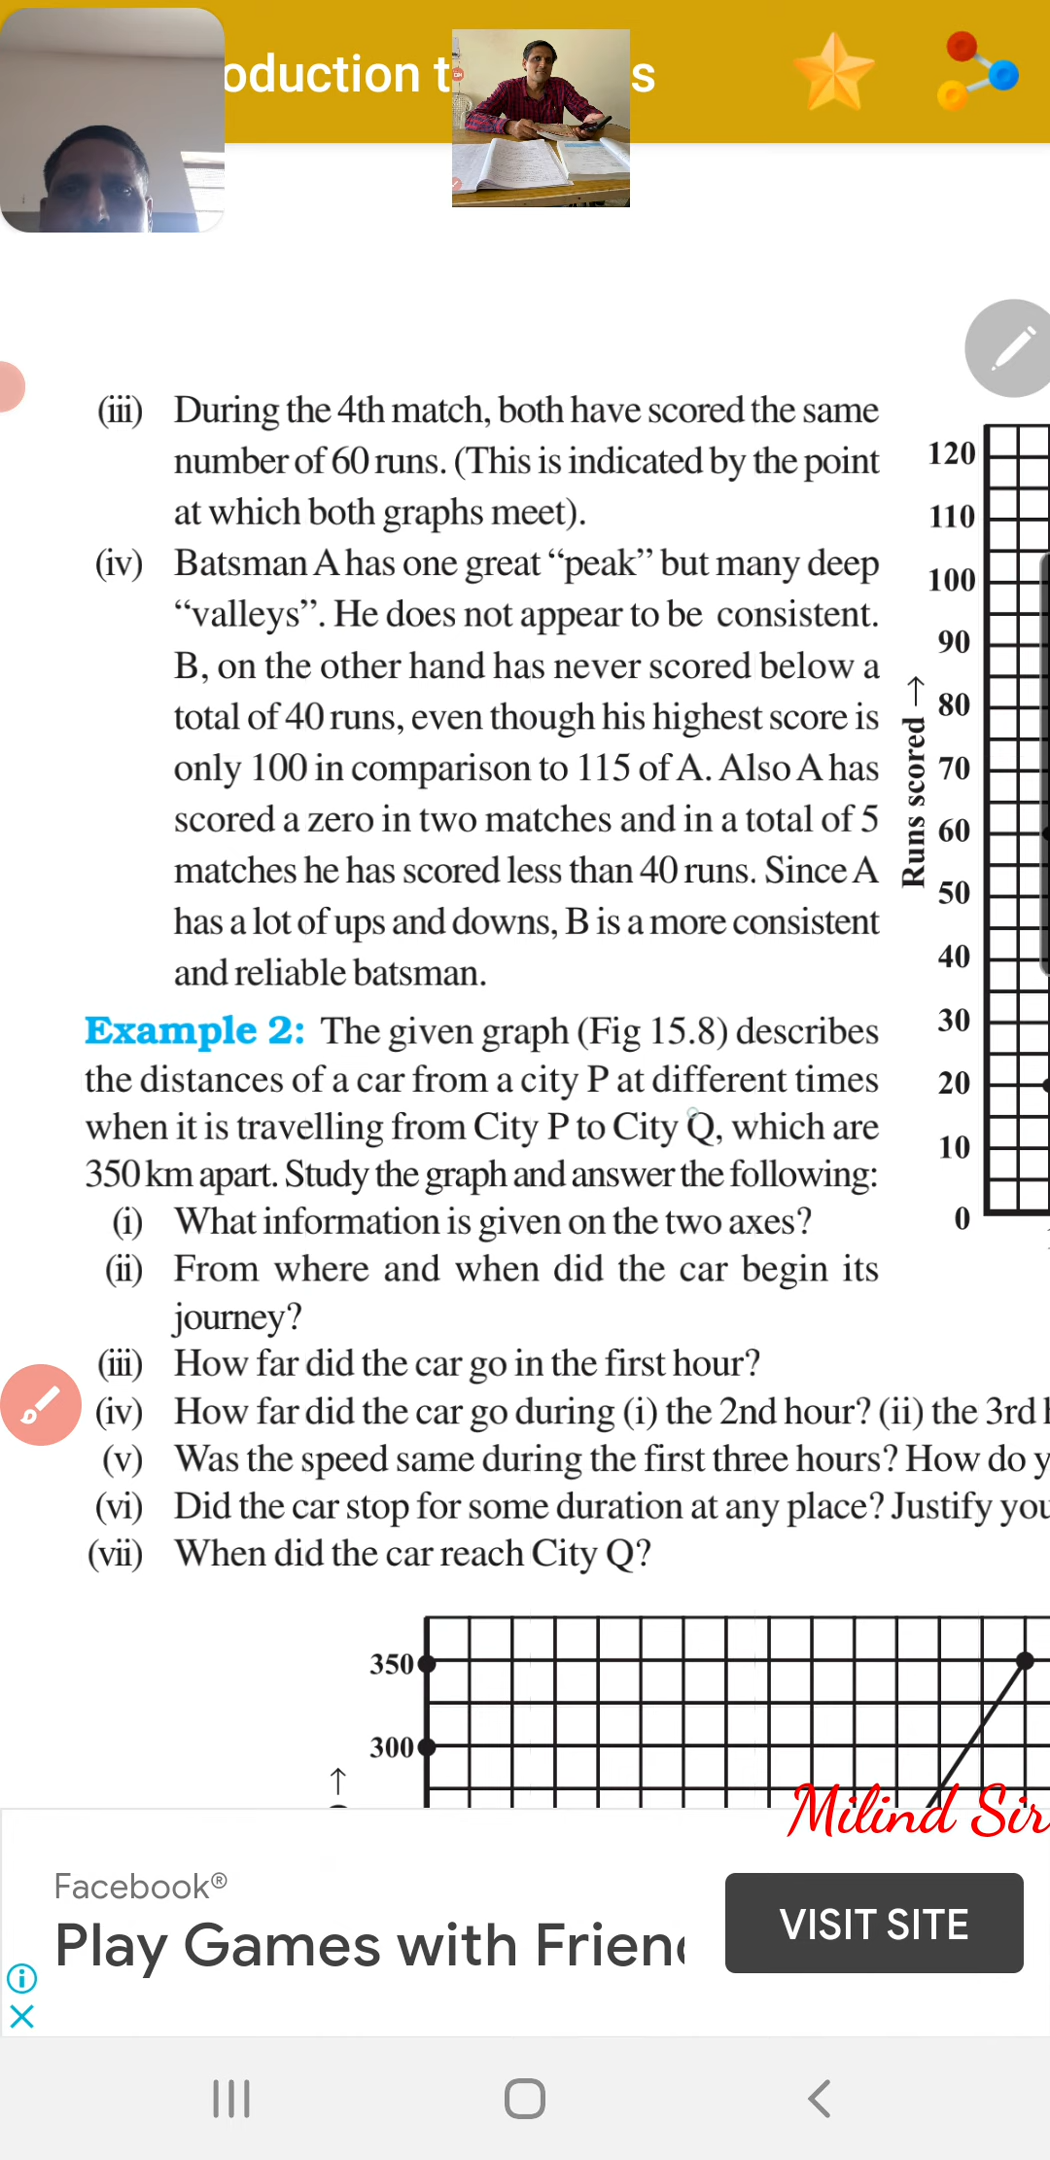 oduction t s
(iii) During the 4th match, both have scored the same
number of 60 runs. (This is indicated by the point
at which both graphs meet).
(iv) Batsman A has one great “peak” but many deep
“valleys”. He does not appear to be consistent.
B, on the other hand has never scored below a
total of 40 runs, even though his highest score is
only 100 in comparison to 115 of A. Also A has
scored a zero in two matches and in a total of 5
matches he has scored less than 40 runs. Since A
has a lot of ups and downs, B is a more consistent
and reliable batsman.
Runs scored →
120
110
100
90
80
70
60
50
40
30
20
10
0
Example 2: The given graph (Fig 15.8) describes
the distances of a car from a city P at different times
when it is travelling from City P to City Q, which are
350 km apart. Study the graph and answer the following:
(i) What information is given on the two axes?
(ii) From where and when did the car begin its
journey?
(iii) How far did the car go in the first hour?
(iv) How far did the car go during (i) the 2nd hour? (ii) the 3rd h
(v) Was the speed same during the first three hours? How do y
(vi) Did the car stop for some duration at any place? Justify you
(vii) When did the car reach City Q?
350
300
Milind Sir
Facebook®
Play Games with Frien
VISIT SITE